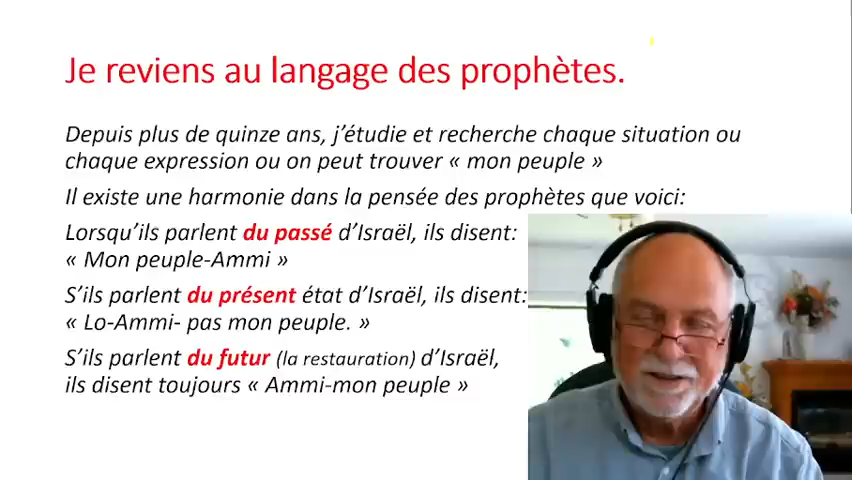 Je reviens au langage des prophètes.
Depuis plus de quinze ans, j’étudie et recherche chaque situation ou
chaque expression ou on peut trouver « mon peuple »
Il existe une harmonie dans la pensée des prophètes que voici:
Lorsqu’ils parlent du passé d’Israël, ils disent:
« Mon peuple-Ammi »
S’ils parlent du présent état d’Israël, ils disent:
« Lo-Ammi- pas mon peuple. »
S’ils parlent du futur (la restauration) d’Israël,
ils disent toujours « Ammi-mon peuple »